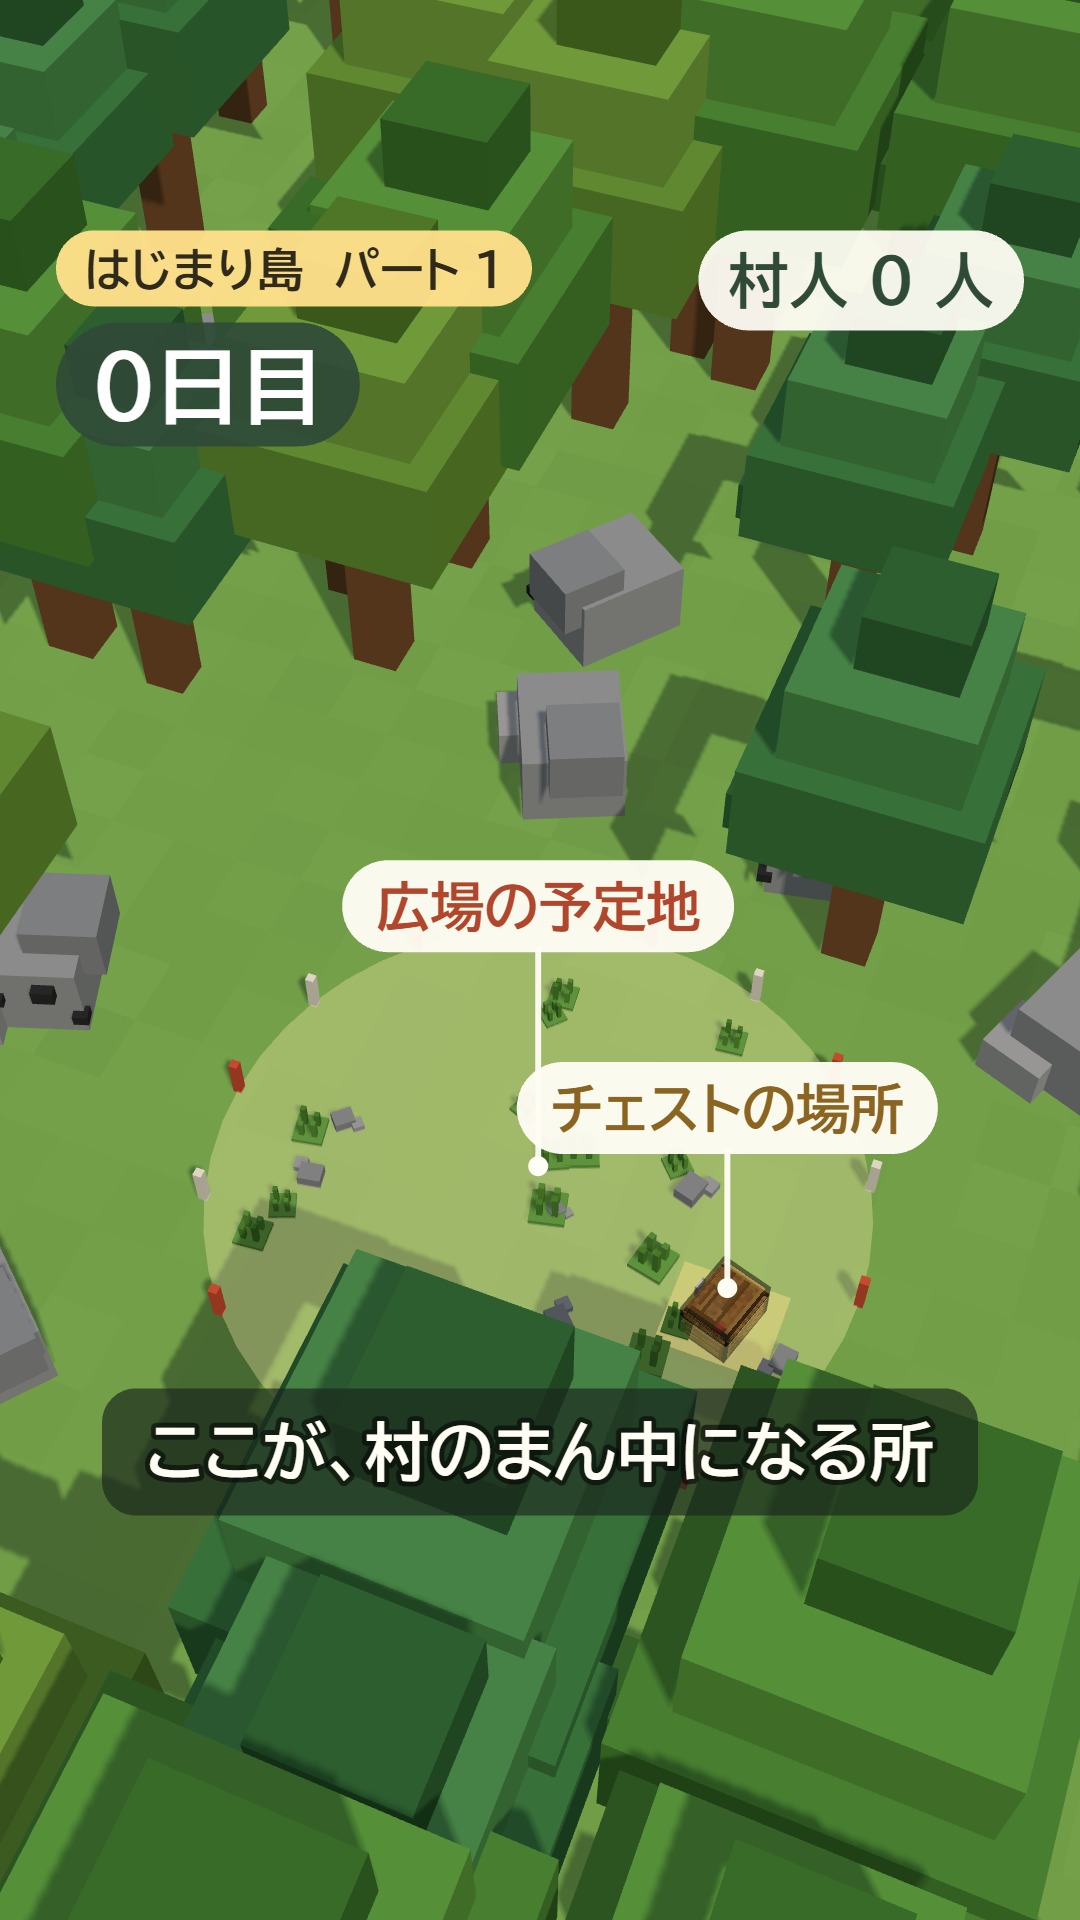 はじまり島　パート 1
村人 0 人
0日目
広場の予定地
チェストの場所
ここが、村のまん中になる所